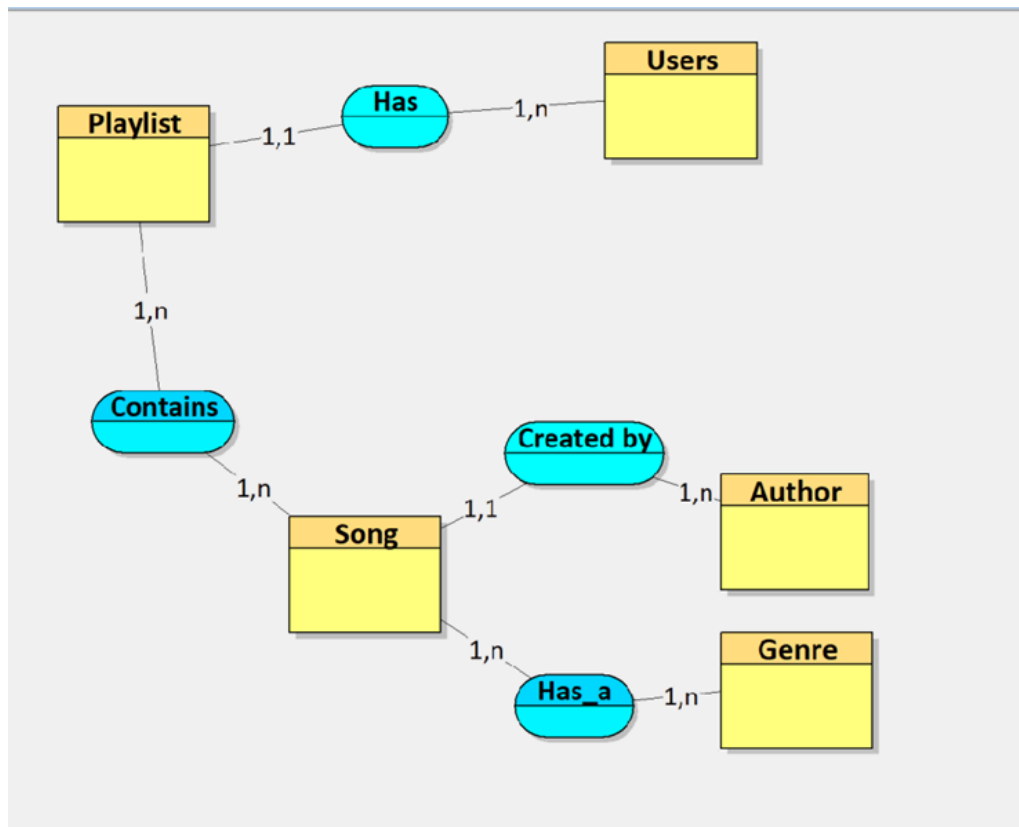 Users
Has
Playlist
1,n
1,1
1,n
Contains
Created by
1,n
1,n
Author
1,1
Song
Genre
1,n
Has_a
1,n